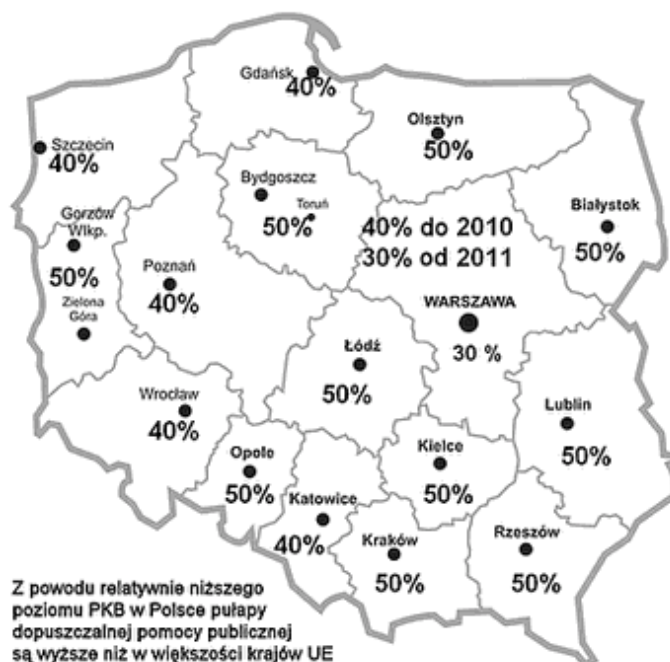 Gdańsk
40%
Olsztyn
50%
Szczecin
40%
Bydgoszcz
Toruń
50%
40% do 2010
30% od 2011
Białystok
50%
Gorzów
Wlkp.
50%
Zielona
Góra
Poznań
40%
WARSZAWA
30 %
Łódź
50%
Wrocław
40%
Lublin
50%
Opole
50%
Kielce
50%
Katowice
40%
Kraków
50%
Rzeszów
50%
Z powodu relatywnie niższego
poziomu PKB w Polsce pułapy
dopuszczalnej pomocy publicznej
są wyższe niż w większości krajów UE